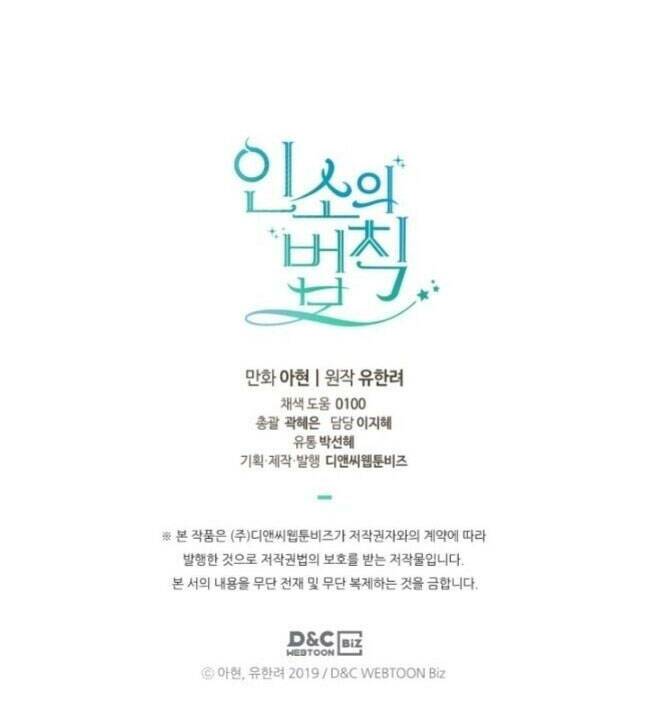 인소의
법칙
만화 아현 | 원작 유한려
채색 도움 0100
총괄 곽혜은 담당 이지혜
유통 박선혜
기획·제작·발행 디앤씨웹툰비즈
※ 본 작품은 (주)디앤씨웹툰비즈가 저작권자와의 계약에 따라
발행한 것으로 저작권법의 보호를 받는 저작물입니다.
본 서의 내용을 무단 전재 및 무단 복제하는 것을 금합니다.
D&C WEBTOON BiZ
ⓒ 아현, 유한려 2019 / D&C WEBTOON Biz